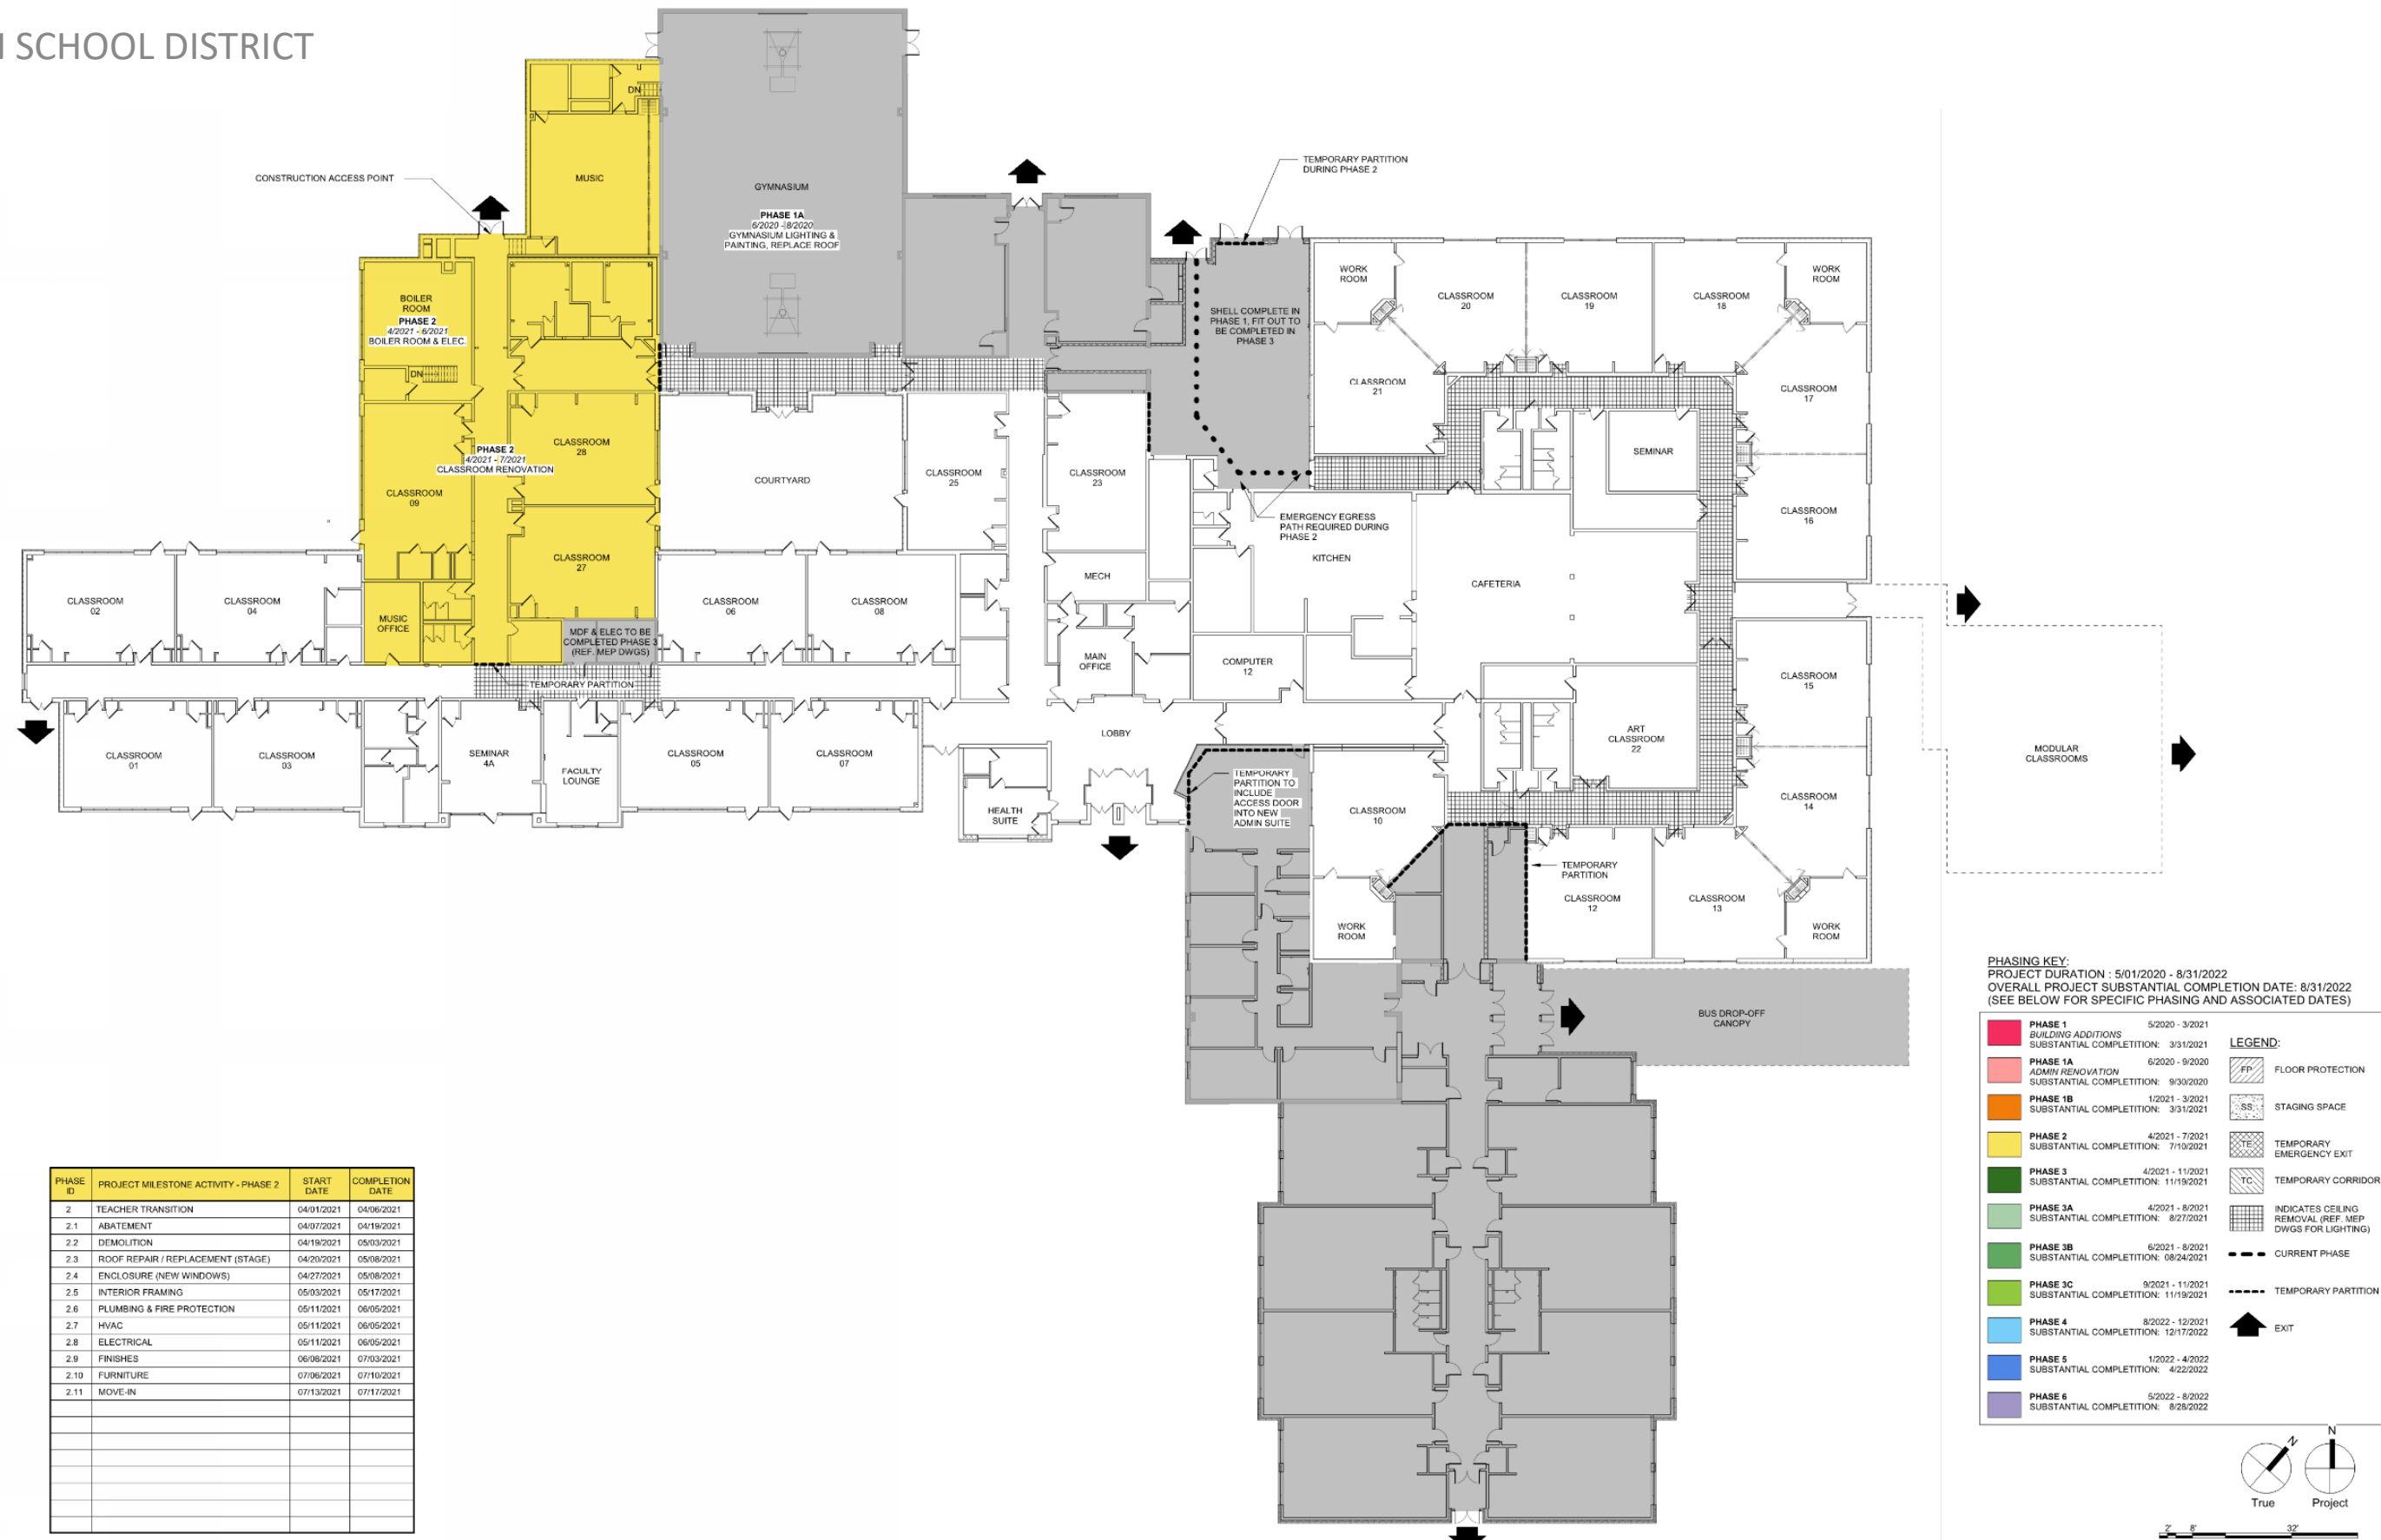 SCHOOL DISTRICT
CONSTRUCTION ACCESS POINT
DN
MUSIC
GYMNASIUM
PHASE 1A
6/2020 - 8/2020
GYMNASIUM LIGHTING &
PAINTING, REPLACE ROOF
TEMPORARY PARTITION
DURING PHASE 2
BOILER
ROOM
PHASE 2
4/2021 - 6/2021
BOILER ROOM & ELEC.
DN
SHELL COMPLETE IN
PHASE 1, FIT OUT TO
BE COMPLETED IN
PHASE 3
WORK
ROOM
CLASSROOM
20
CLASSROOM
19
CLASSROOM
18
WORK
ROOM
CLASSROOM
21
CLASSROOM
17
CLASSROOM
28
PHASE 2
4/2021 - 7/2021
CLASSROOM RENOVATION
CLASSROOM
09
COURTYARD
CLASSROOM
25
CLASSROOM
23
SEMINAR
CLASSROOM
16
EMERGENCY EGRESS
PATH REQUIRED DURING
PHASE 2
KITCHEN
CAFETERIA
CLASSROOM
27
MECH
CLASSROOM
02
CLASSROOM
04
MUSIC
OFFICE
MDF & ELEC TO BE
COMPLETED PHASE 3
(REF. MEP DWGS)
CLASSROOM
06
CLASSROOM
08
MAIN
OFFICE
COMPUTER
12
TEMPORARY PARTITION
CLASSROOM
15
CLASSROOM
01
CLASSROOM
03
SEMINAR
4A
FACULTY
LOUNGE
CLASSROOM
05
CLASSROOM
07
LOBBY
ART
CLASSROOM
22
MODULAR
CLASSROOMS
HEALTH
SUITE
TEMPORARY
PARTITION TO
INCLUDE
ACCESS DOOR
INTO NEW
ADMIN SUITE
CLASSROOM
10
CLASSROOM
14
TEMPORARY
PARTITION
CLASSROOM
12
CLASSROOM
13
WORK
ROOM
WORK
ROOM
BUS DROP-OFF
CANOPY
PHASING KEY:
PROJECT DURATION : 5/01/2020 - 8/31/2022
OVERALL PROJECT SUBSTANTIAL COMPLETION DATE: 8/31/2022
(SEE BELOW FOR SPECIFIC PHASING AND ASSOCIATED DATES)
PHASE 1 5/2020 - 3/2021
BUILDING ADDITIONS
SUBSTANTIAL COMPLETITION: 3/31/2021
PHASE 1A 6/2020 - 9/2020
ADMIN RENOVATION
SUBSTANTIAL COMPLETITION: 9/30/2020
PHASE 1B 1/2021 - 3/2021
SUBSTANTIAL COMPLETITION: 3/31/2021
PHASE 2 4/2021 - 7/2021
SUBSTANTIAL COMPLETITION: 7/10/2021
PHASE 3 4/2021 - 11/2021
SUBSTANTIAL COMPLETITION: 11/19/2021
PHASE 3A 4/2021 - 8/2021
SUBSTANTIAL COMPLETITION: 8/27/2021
PHASE 3B 6/2021 - 8/2021
SUBSTANTIAL COMPLETITION: 08/24/2021
PHASE 3C 9/2021 - 11/2021
SUBSTANTIAL COMPLETITION: 11/19/2021
PHASE 4 8/2022 - 12/2021
SUBSTANTIAL COMPLETITION: 12/17/2022
PHASE 5 1/2022 - 4/2022
SUBSTANTIAL COMPLETITION: 4/22/2022
PHASE 6 5/2022 - 8/2022
SUBSTANTIAL COMPLETITION: 8/28/2022
LEGEND:
FP FLOOR PROTECTION
SS STAGING SPACE
TE TEMPORARY
EMERGENCY EXIT
TC TEMPORARY CORRIDOR
INDICATES CEILING
REMOVAL (REF. MEP
DWGS FOR LIGHTING)
CURRENT PHASE
TEMPORARY PARTITION
EXIT
PHASE
ID PROJECT MILESTONE ACTIVITY - PHASE 2 START
DATE COMPLETION
DATE
2 TEACHER TRANSITION 04/01/2021 04/06/2021
2.1 ABATEMENT 04/07/2021 04/19/2021
2.2 DEMOLITION 04/19/2021 05/03/2021
2.3 ROOF REPAIR / REPLACEMENT (STAGE) 04/20/2021 05/08/2021
2.4 ENCLOSURE (NEW WINDOWS) 04/27/2021 05/08/2021
2.5 INTERIOR FRAMING 05/03/2021 05/17/2021
2.6 PLUMBING & FIRE PROTECTION 05/11/2021 06/05/2021
2.7 HVAC 05/11/2021 06/05/2021
2.8 ELECTRICAL 05/11/2021 06/05/2021
2.9 FINISHES 06/08/2021 07/03/2021
2.10 FURNITURE 07/06/2021 07/10/2021
2.11 MOVE-IN 07/13/2021 07/17/2021
N N
True Project
2' 8' 32'